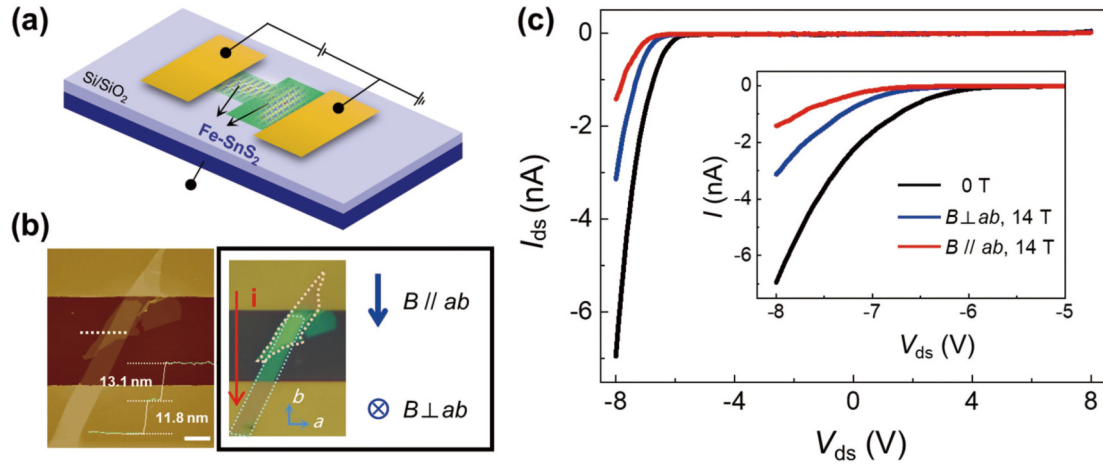 (a)
Si/SiO2
Fe-SnS2
(b)
13.1 nm
11.8 nm
i
b
a
B // ab
B⊥ab
(c)
Ids (nA)
0
-2
-4
-6
-8
-4
0
4
8
Vds (V)
I (nA)
0
-2
-4
-6
-8
-7
-6
-5
Vds (V)
0 T
B⊥ab, 14 T
B // ab, 14 T